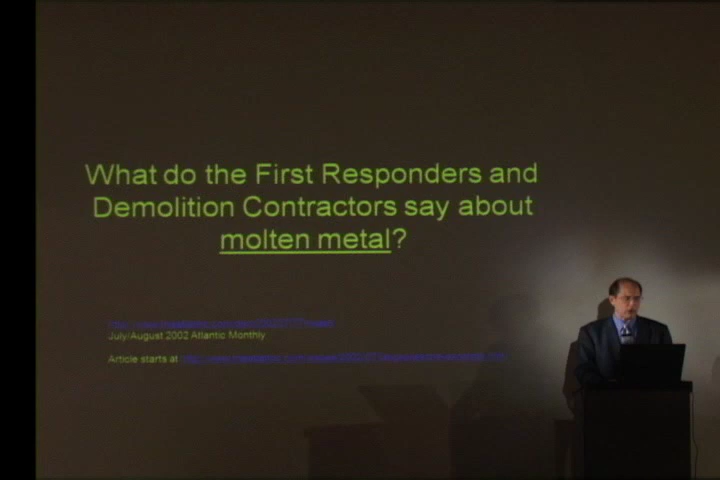 What do the First Responders and
Demolition Contractors say about
molten metal?
July/August 2002 Atlantic Monthly
Article starts at